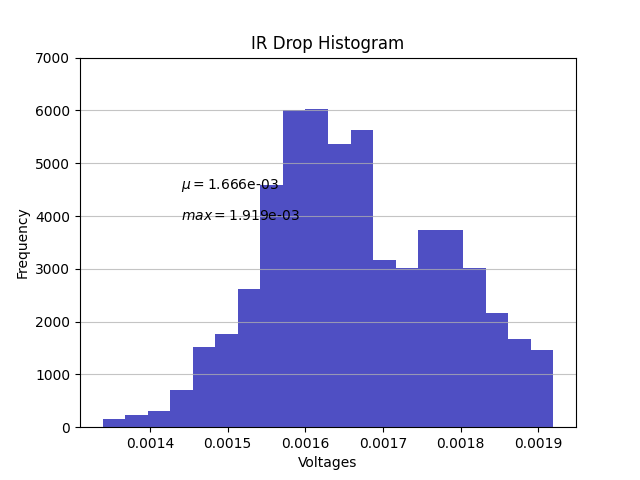 IR Drop Histogram
7000
6000
5000
4000
3000
2000
1000
0
Frequency
μ = 1.666e-03
max = 1.919e-03
0.0014 0.0015 0.0016 0.0017 0.0018 0.0019
Voltages